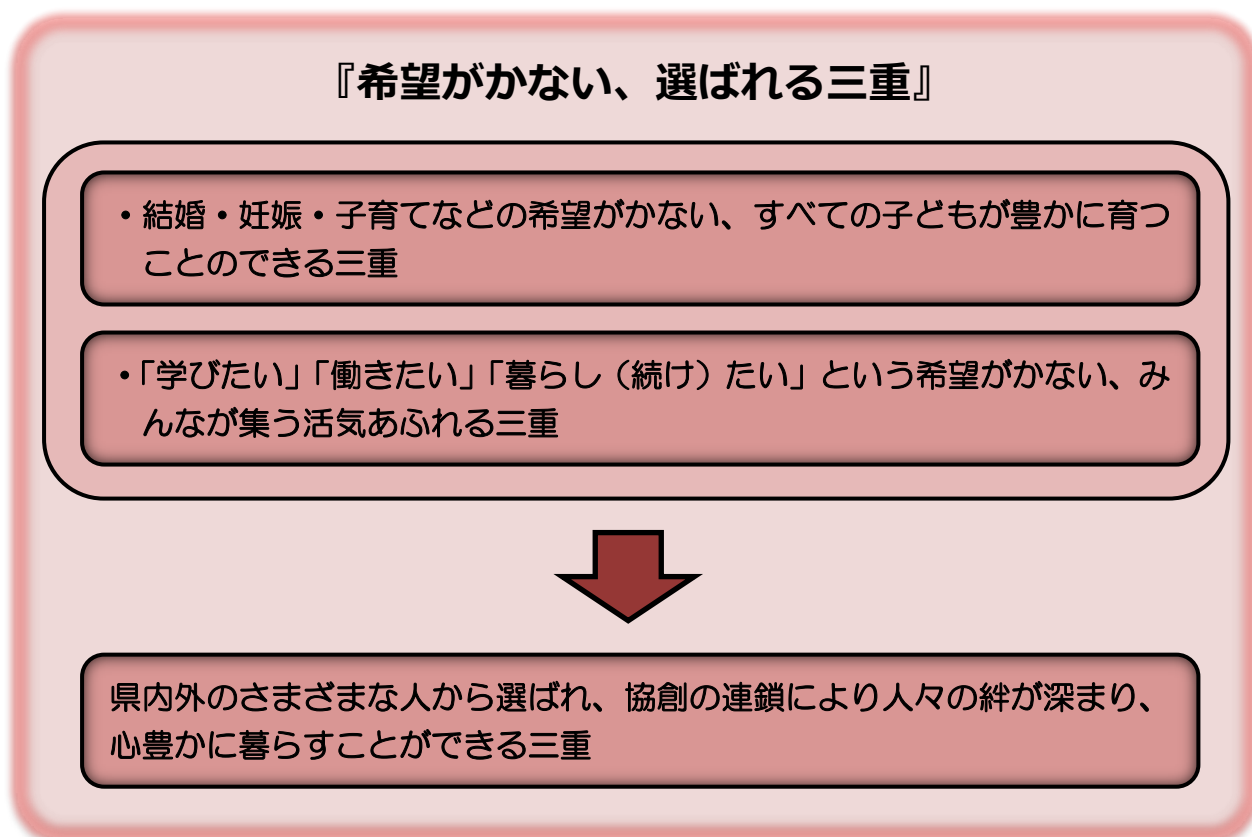 『希望がかない、選ばれる三重』
・結婚・妊娠・子育てなどの希望がかない、すべての子どもが豊かに育つ
ことのできる三重
・「学びたい」「働きたい」「暮らし（続け）たい」という希望がかない、み
んなが集う活気あふれる三重
県内外のさまざまな人から選ばれ、協創の連鎖により人々の絆が深まり、
心豊かに暮らすことができる三重